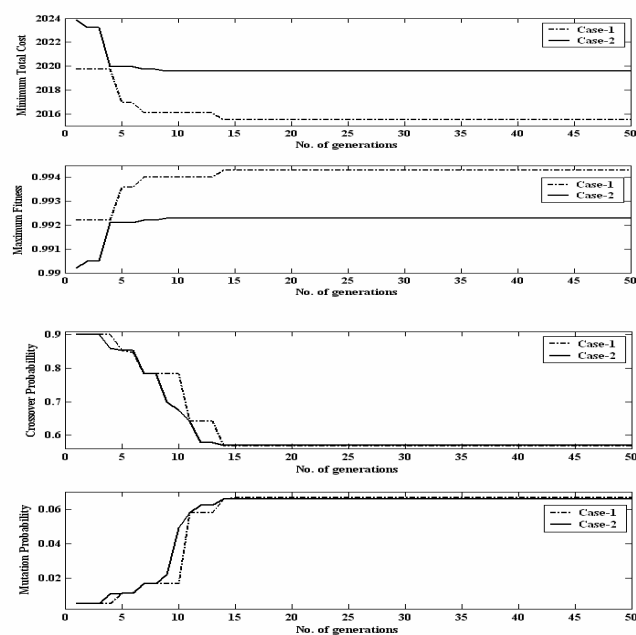 2024
2022
2020
2018
2016
Minimum Total Cost
Case-1
Case-2
0 5 10 15 20 25 30 35 40 45 50
No. of generations
0.994
0.993
0.992
0.991
0.99
Maximum Fitness
Case-1
Case-2
0 5 10 15 20 25 30 35 40 45 50
No. of generations
0.9
0.8
0.7
0.6
Crossover Probability
Case-1
Case-2
0 5 10 15 20 25 30 35 40 45 50
No. of generations
0.06
0.04
0.02
Mutation Probability
Case-1
Case-2
0 5 10 15 20 25 30 35 40 45 50
No. of generations